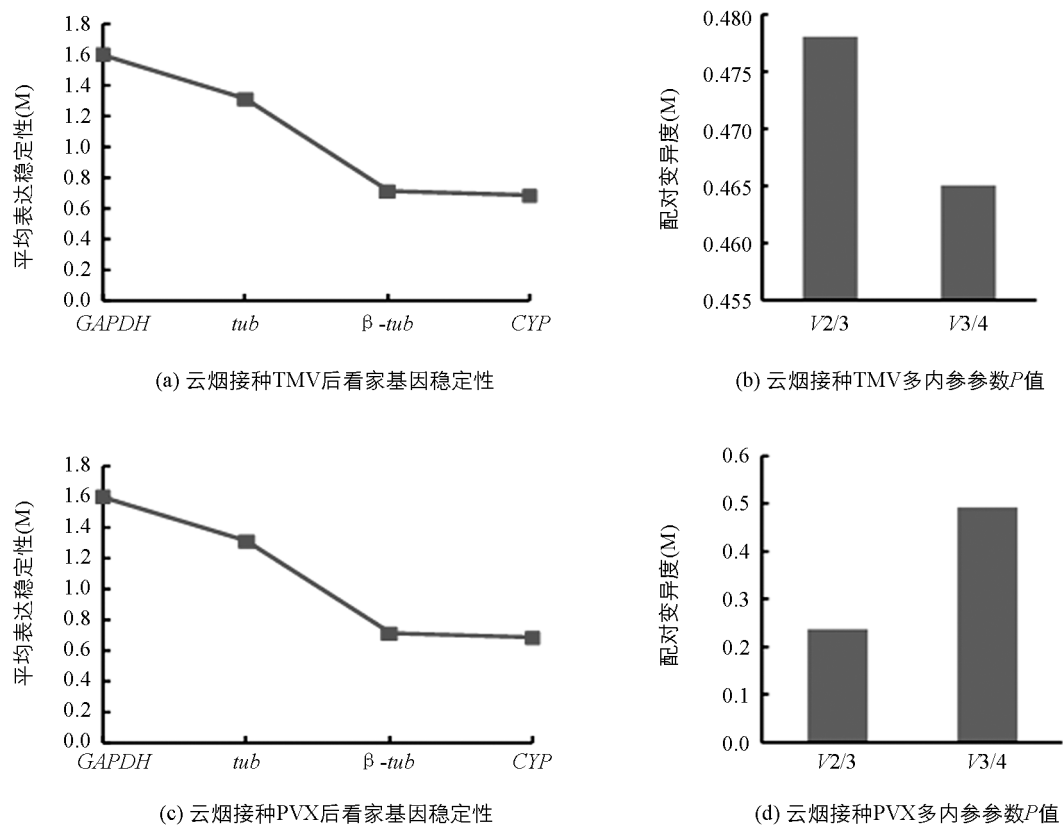 平均表达稳定性(M)
1.8
1.6
1.4
1.2
1.0
0.8
0.6
0.4
0.2
0.0
GAPDH tub β-tub CYP
(a) 云烟接种TMV后看家基因稳定性
配对变异度(M)
0.480
0.475
0.470
0.465
0.460
0.455
V2/3 V3/4
(b) 云烟接种TMV多内参参数P值
平均表达稳定性(M)
1.8
1.6
1.4
1.2
1.0
0.8
0.6
0.4
0.2
0.0
GAPDH tub β-tub CYP
(c) 云烟接种PVX后看家基因稳定性
配对变异度(M)
0.6
0.5
0.4
0.3
0.2
0.1
0.0
V2/3 V3/4
(d) 云烟接种PVX多内参参数P值